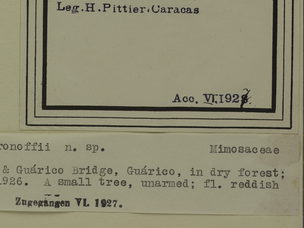 Leg.H. Pittier.Caracas
Acc. VI.1927
ronoffii n. sp. Mimosaceae
& Guárico Bridge, Guárico, in dry forest;
1926. A small tree, unarmed; fl. reddish
Zugegangen VI. 1927.